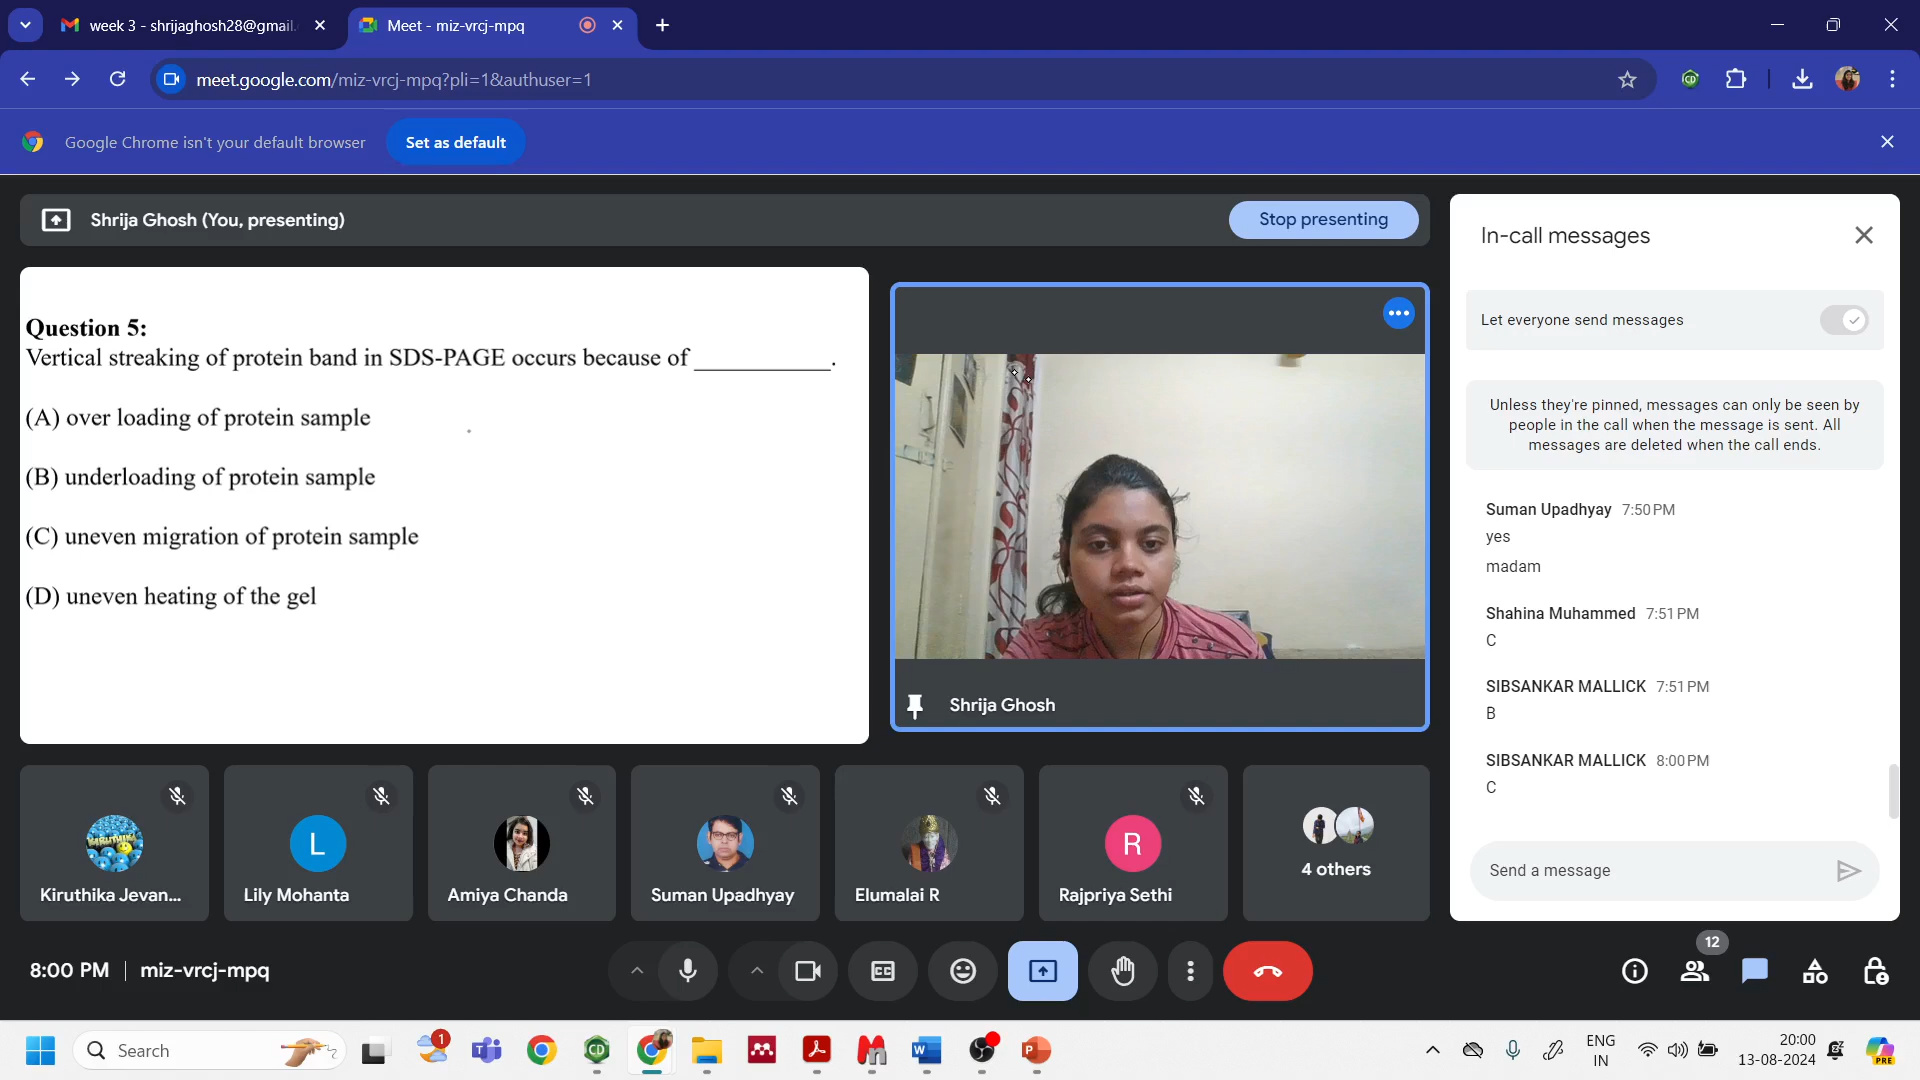 week 3 - shrijaghosh28@gmail.
Meet - miz-vrcj-mpq
meet.google.com/miz-vrcj-mpq?pli=1&authuser=1
Google Chrome isn't your default browser
Set as default
Shrija Ghosh (You, presenting)
Stop presenting
Question 5:
Vertical streaking of protein band in SDS-PAGE occurs because of ___________.
(A) over loading of protein sample
(B) underloading of protein sample
(C) uneven migration of protein sample
(D) uneven heating of the gel
Shrija Ghosh
In-call messages
Let everyone send messages
Unless they're pinned, messages can only be seen by
people in the call when the message is sent. All
messages are deleted when the call ends.
Suman Upadhyay 7:50 PM
yes
madam
Shahina Muhammed 7:51 PM
C
SIBSANKAR MALLICK 7:51 PM
B
SIBSANKAR MALLICK 8:00 PM
C
Send a message
Kiruthika Jevan...
L
Lily Mohanta
Amiya Chanda
Suman Upadhyay
Elumalai R
R
Rajpriya Sethi
4 others
8:00 PM | miz-vrcj-mpq
12
Search
1
ENG
IN
20:00
13-08-2024